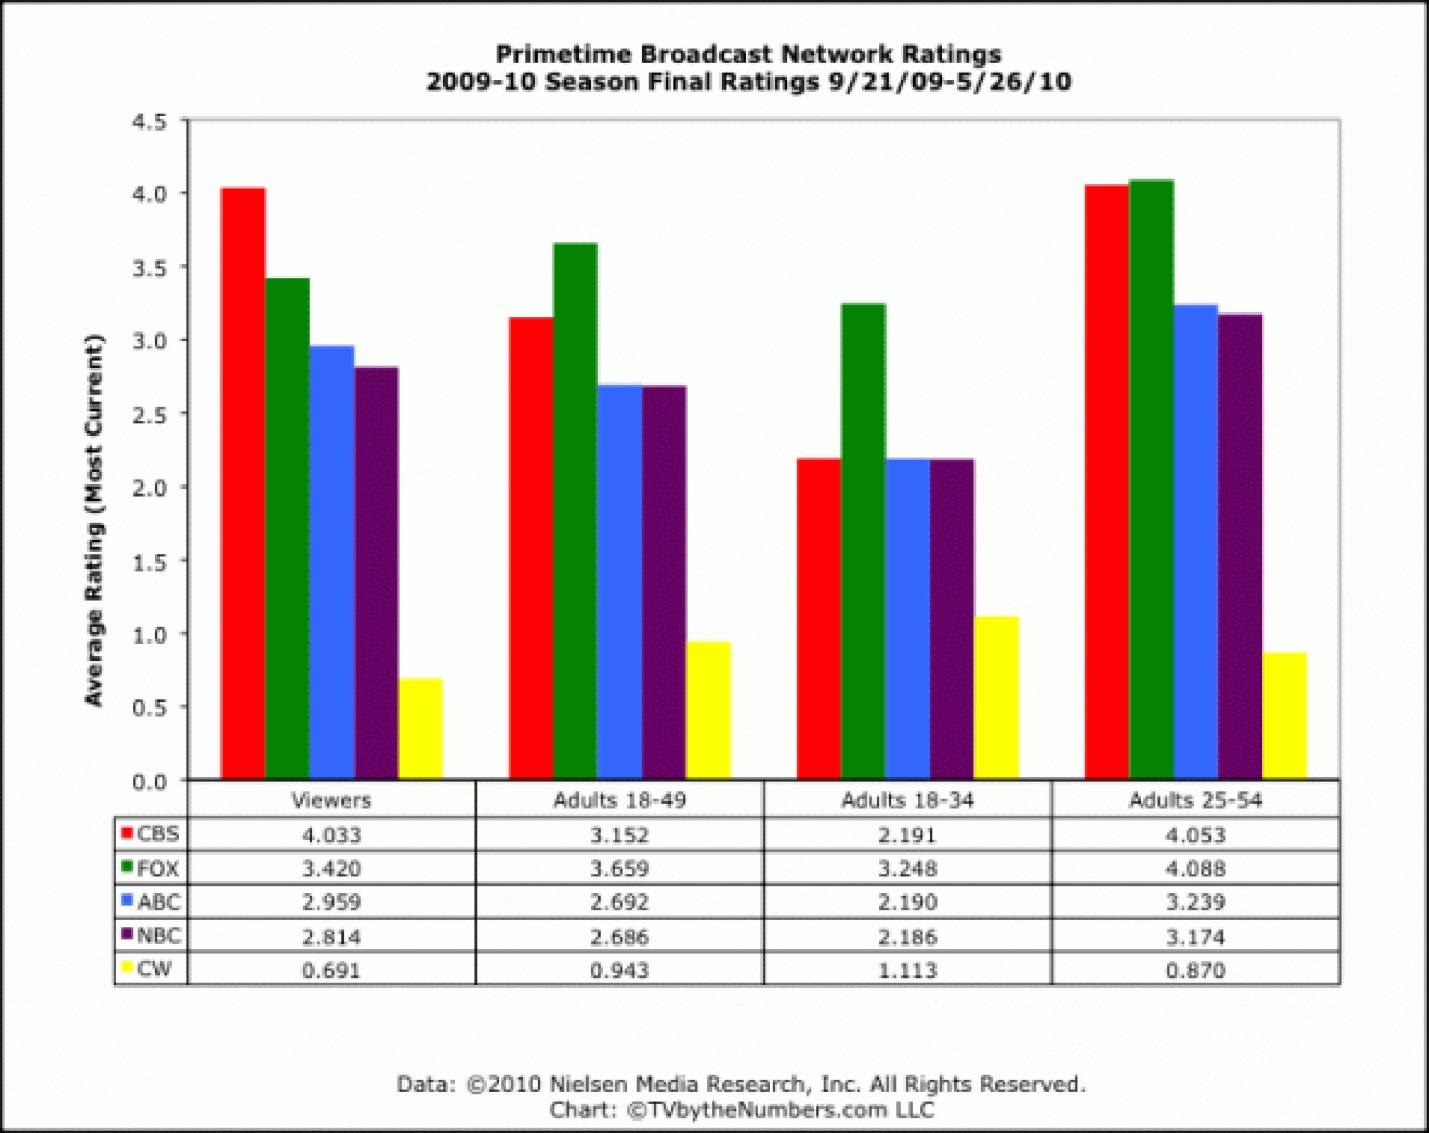 Primetime Broadcast Network Ratings
2009-10 Season Final Ratings 9/21/09-5/26/10
Average Rating (Most Current)
4.5
4.0
3.5
3.0
2.5
2.0
1.5
1.0
0.5
0.0
Viewers Adults 18-49 Adults 18-34 Adults 25-54
CBS 4.033 3.152 2.191 4.053
FOX 3.420 3.659 3.248 4.088
ABC 2.959 2.692 2.190 3.239
NBC 2.814 2.686 2.186 3.174
CW 0.691 0.943 1.113 0.870
Data: ©2010 Nielsen Media Research, Inc. All Rights Reserved.
Chart: ©TVbytheNumbers.com LLC